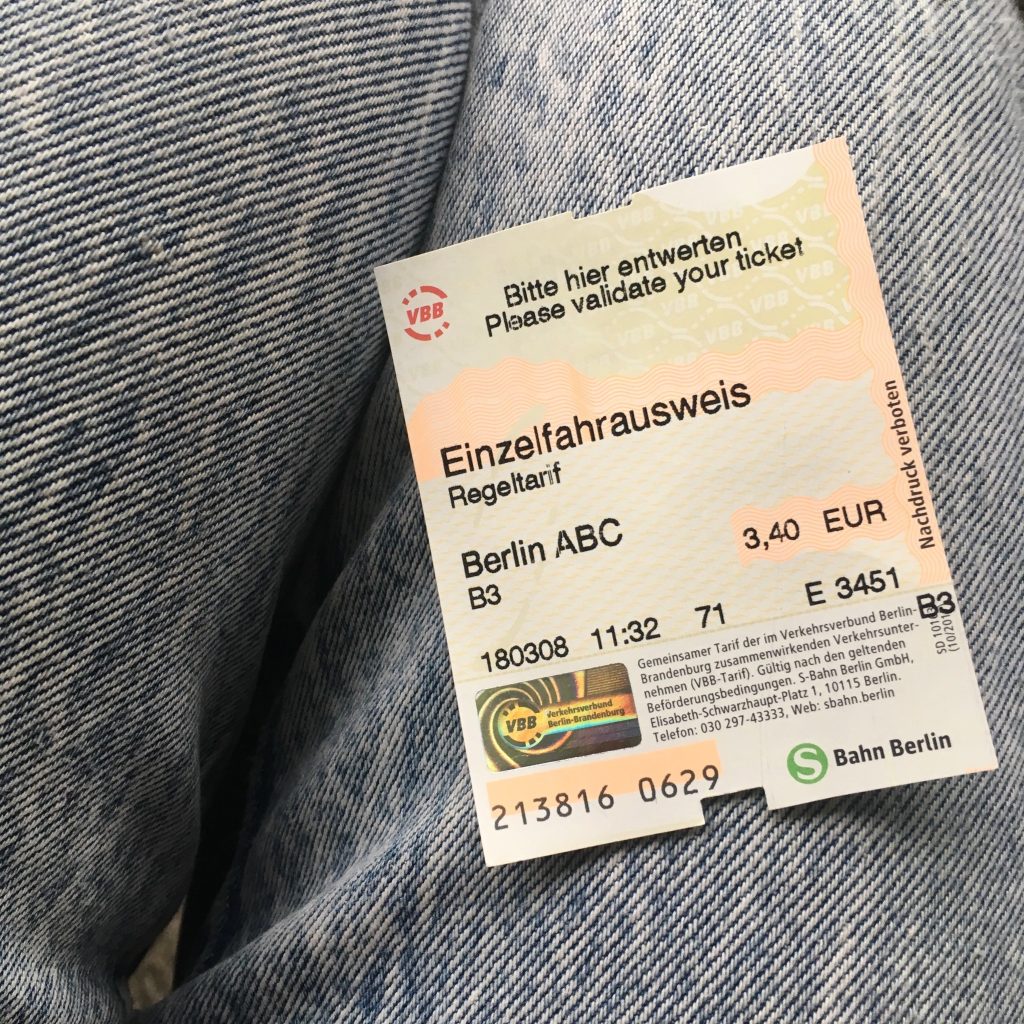 VBB
Bitte hier entwerten
Please validate your ticket
Einzelfahrausweis
Regeltarif
Berlin ABC
3,40 EUR
B3
180308 11:32 71 E 3451 B3
Nachdruck verboten
Gemeinsamer Tarif der im Verkehrsverbund Berlin-
Brandenburg zusammenwirkenden Verkehrsunter-
nehmen (VBB-Tarif). Gültig nach den geltenden
Beförderungsbedingungen. S-Bahn Berlin GmbH,
Elisabeth-Schwarzhaupt-Platz 1, 10115 Berlin.
Telefon: 030 297-43333, Web: sbahn.berlin
VBB Verkehrsverbund
Berlin-Brandenburg
S Bahn Berlin
213816 0629